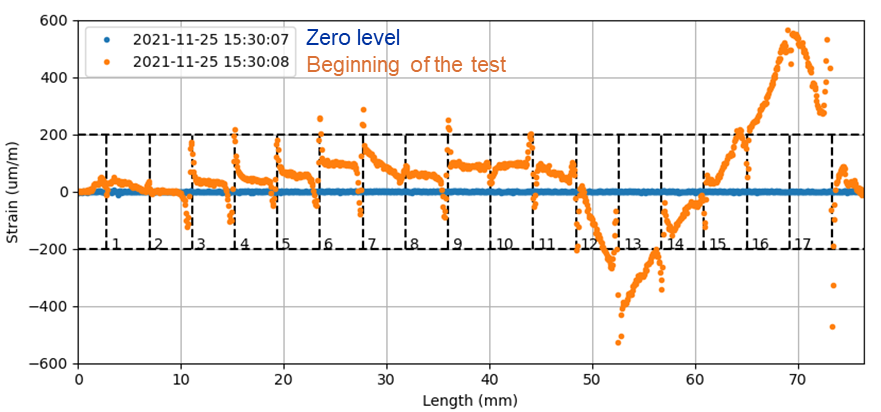 600
400
200
0
−200
−400
−600
Strain (um/m)
2021-11-25 15:30:07 Zero level
2021-11-25 15:30:08 Beginning of the test
1 2 3 4 5 6 7 8 9 10 11 12 13 14 15 16 17
0 10 20 30 40 50 60 70
Length (mm)